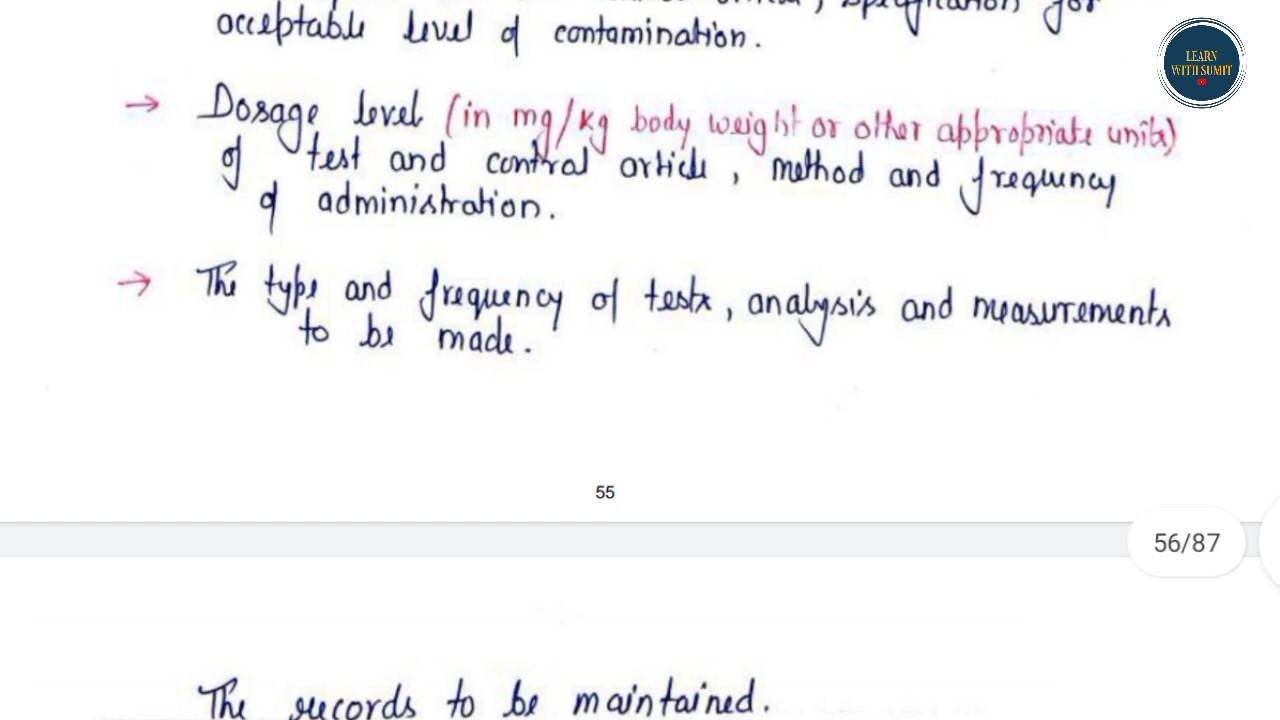 specification for
acceptable level of contamination.
LEARN
WITH SUMIT
→ Dosage level (in mg/kg body weight or other appropriate units)
of test and control article, method and frequency
of administration.
→ The type and frequency of tests, analysis and measurements
to be made.
55
56/87
The records to be maintained.